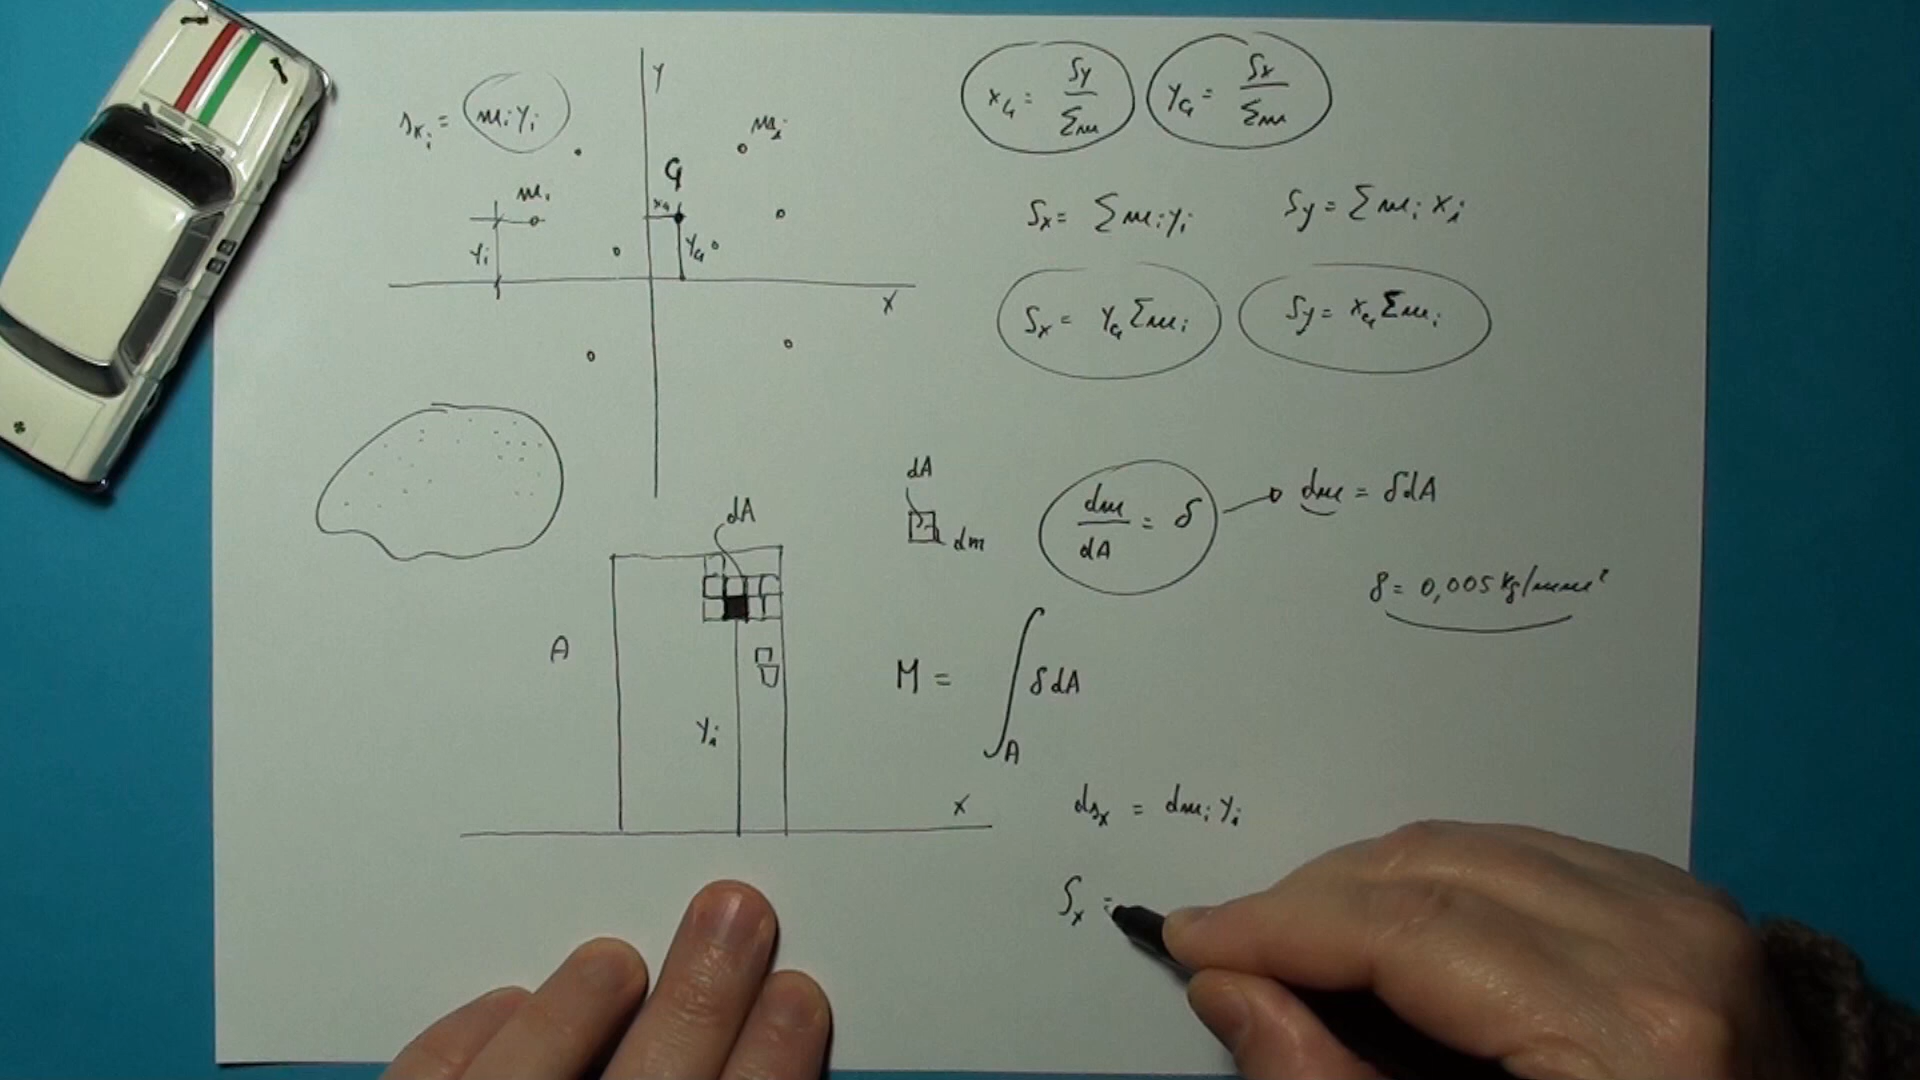 s_xi = m_i y_i
y
m_i
G
m_i
x_G
y_G
y_i
x
x_G = S_y / Σm
y_G = S_x / Σm
S_x = Σ m_i y_i
S_y = Σ m_i x_i
S_x = y_G Σ m_i
S_y = x_G Σ m_i
dA
dm
dm / dA = δ
dm = δ dA
δ = 0,005 kg/mm²
dA
A
y_i
x
M = ∫_A δ dA
ds_x = dm_i y_i
S_x =